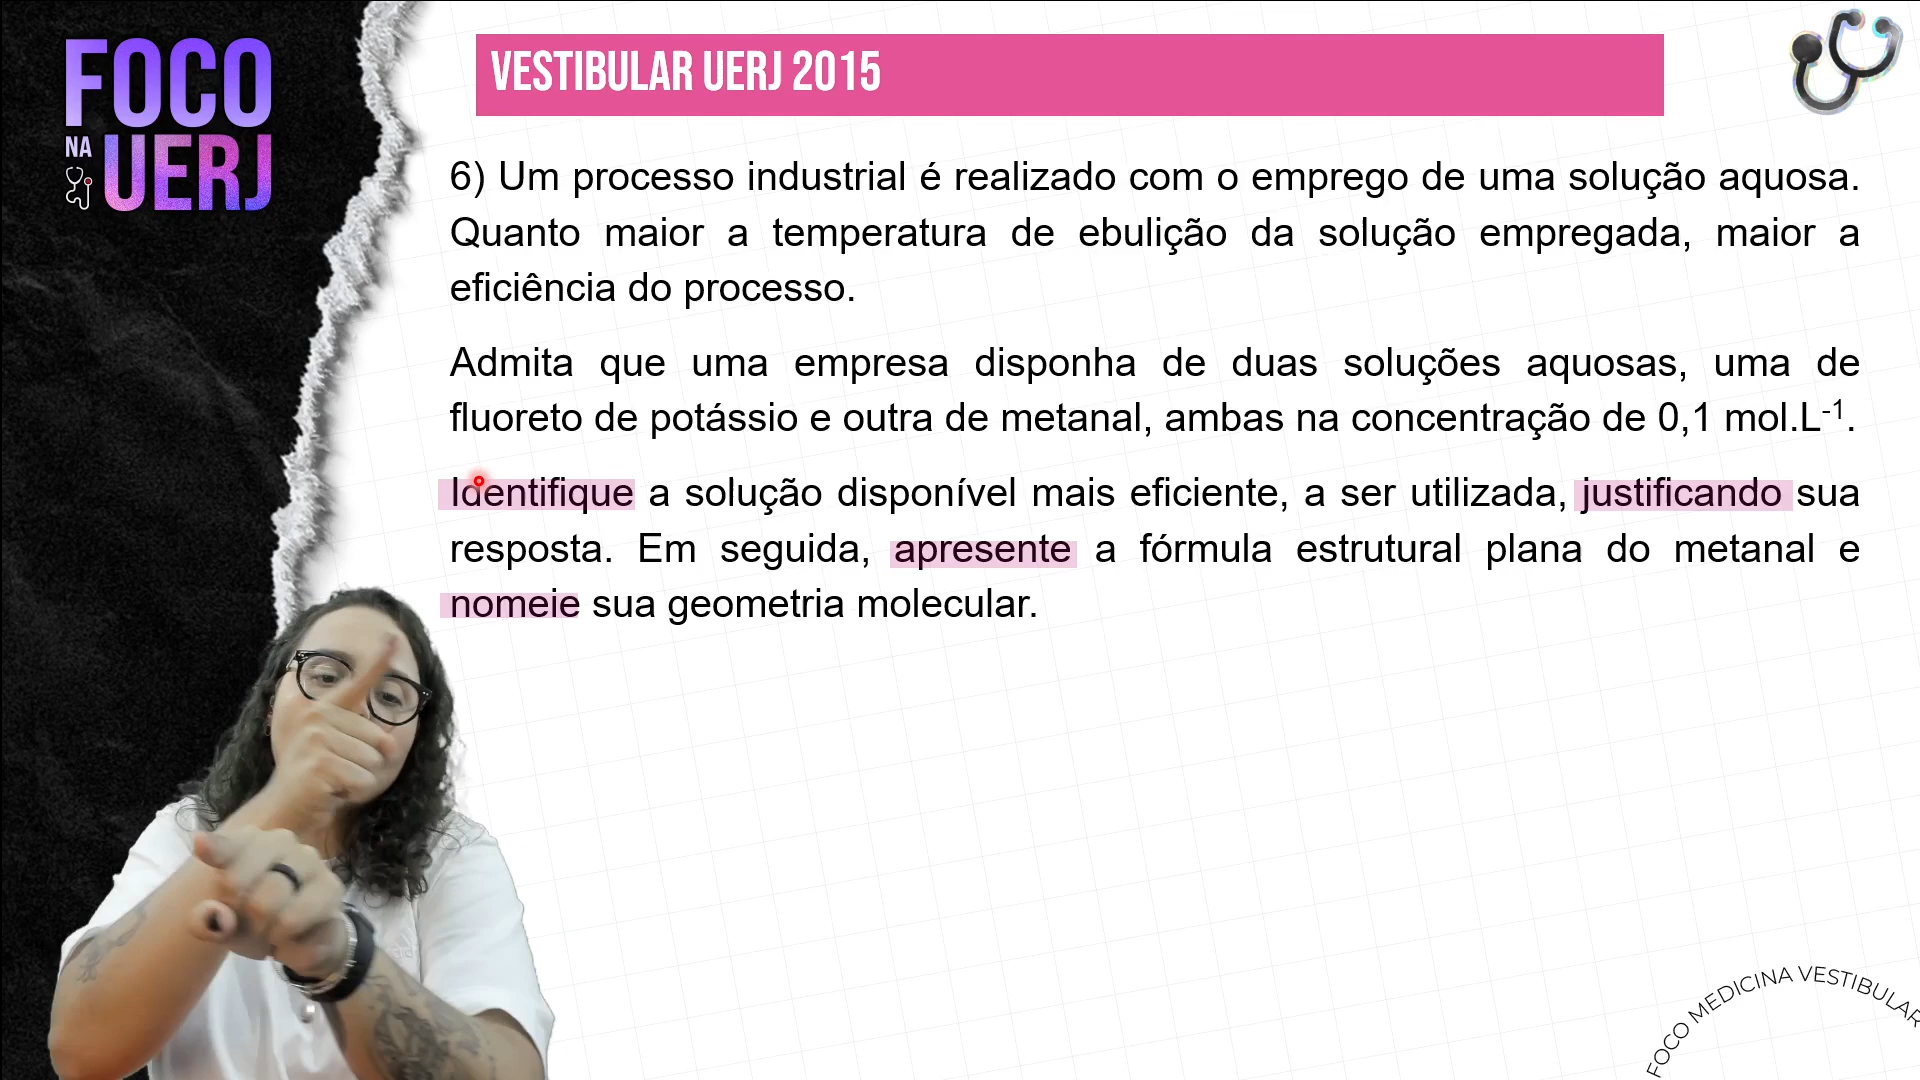 FOCO
NA
UERJ
VESTIBULAR UERJ 2015
6) Um processo industrial é realizado com o emprego de uma solução aquosa.
Quanto maior a temperatura de ebulição da solução empregada, maior a
eficiência do processo.
Admita que uma empresa disponha de duas soluções aquosas, uma de
fluoreto de potássio e outra de metanal, ambas na concentração de 0,1 mol.L⁻¹.
Identifique a solução disponível mais eficiente, a ser utilizada, justificando sua
resposta. Em seguida, apresente a fórmula estrutural plana do metanal e
nomeie sua geometria molecular.
FOCO MEDICINA VESTIBULAR